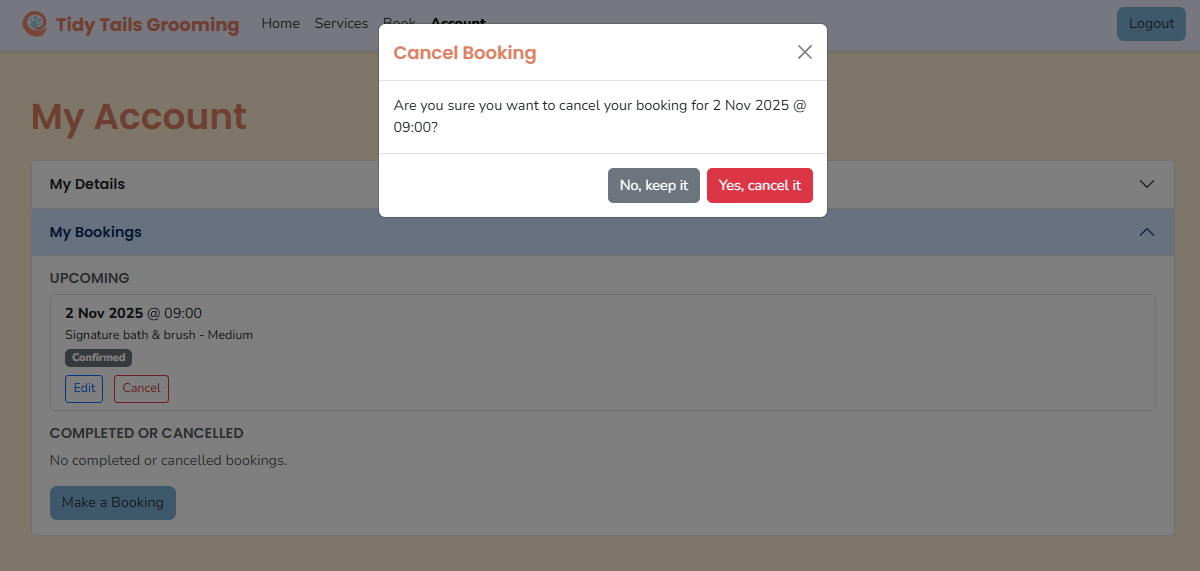 Tidy Tails Grooming Home Services Book Account Logout
Cancel Booking
Are you sure you want to cancel your booking for 2 Nov 2025 @
09:00?
No, keep it Yes, cancel it
My Account
My Details
My Bookings
UPCOMING
2 Nov 2025 @ 09:00
Signature bath & brush - Medium
Confirmed
Edit Cancel
COMPLETED OR CANCELLED
No completed or cancelled bookings.
Make a Booking